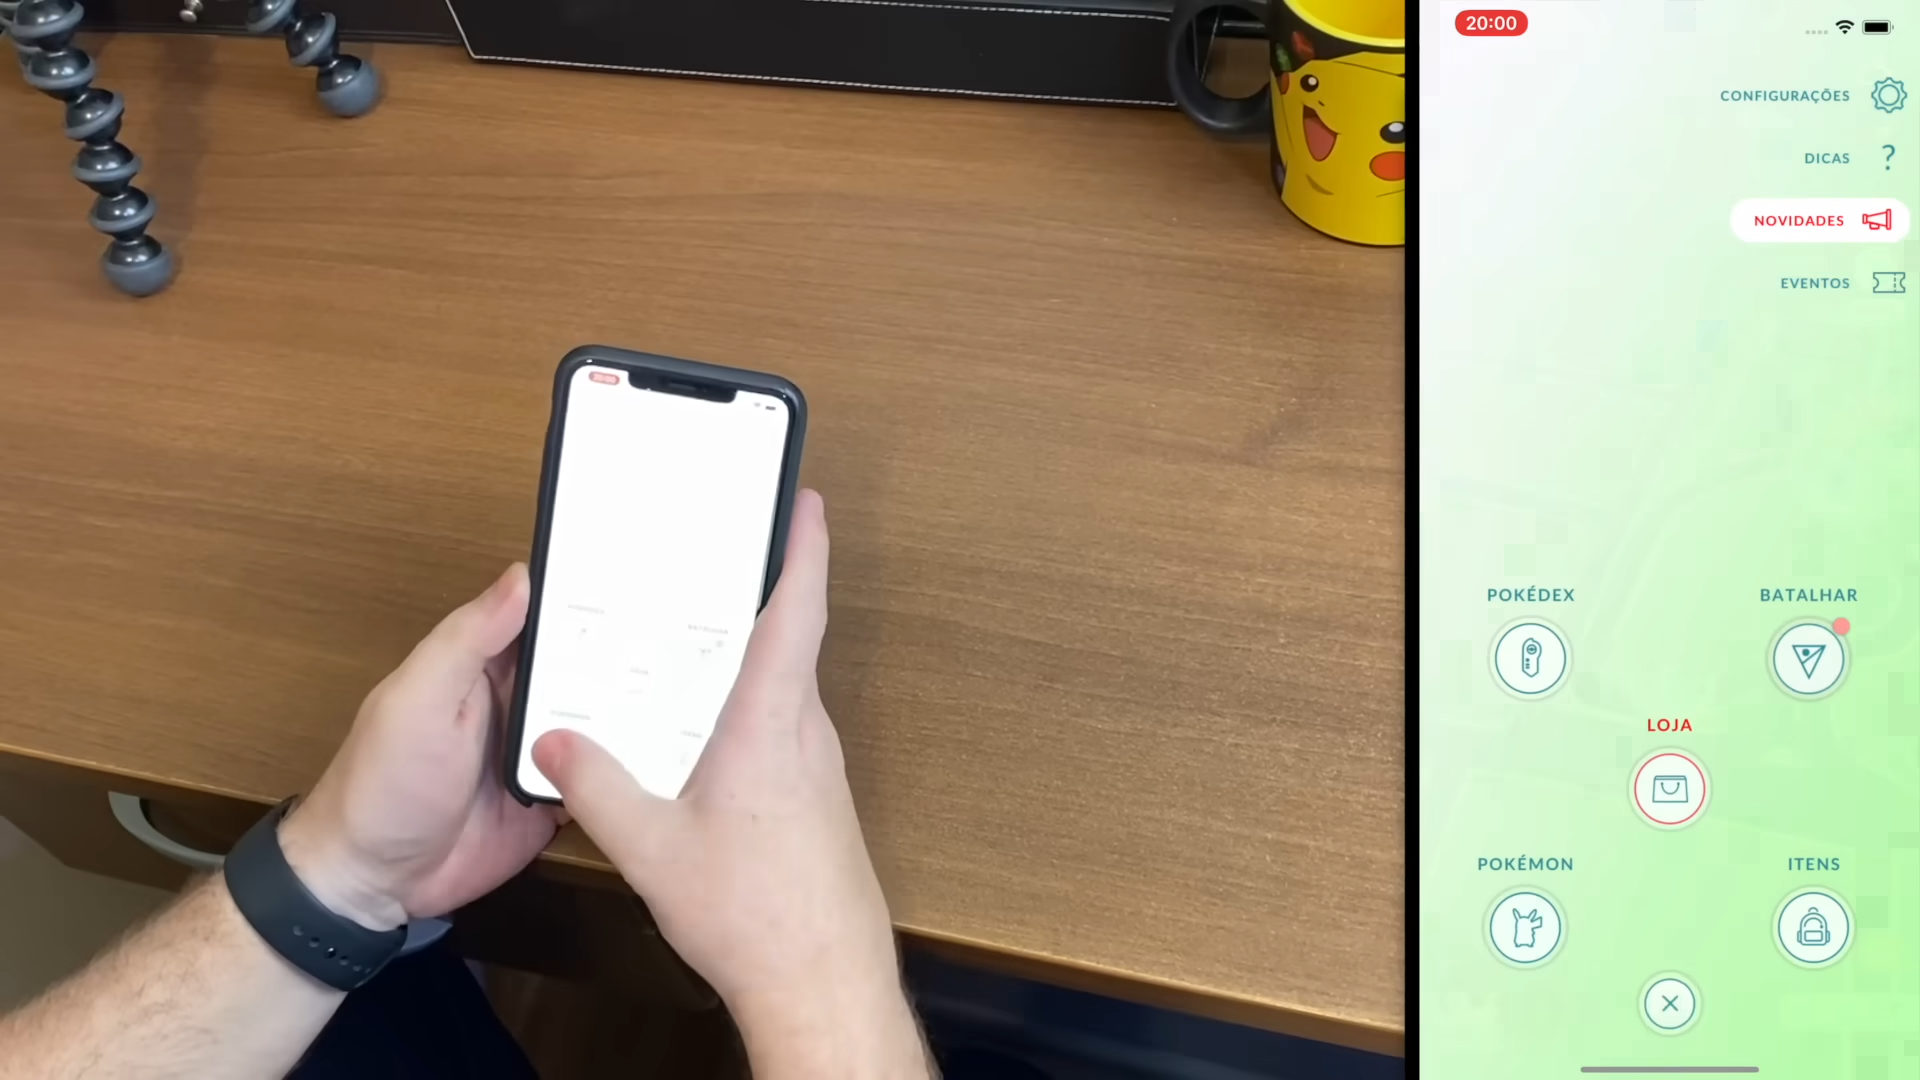 20:00
CONFIGURAÇÕES
DICAS
NOVIDADES
EVENTOS
POKÉDEX
BATALHAR
LOJA
POKÉMON
ITENS